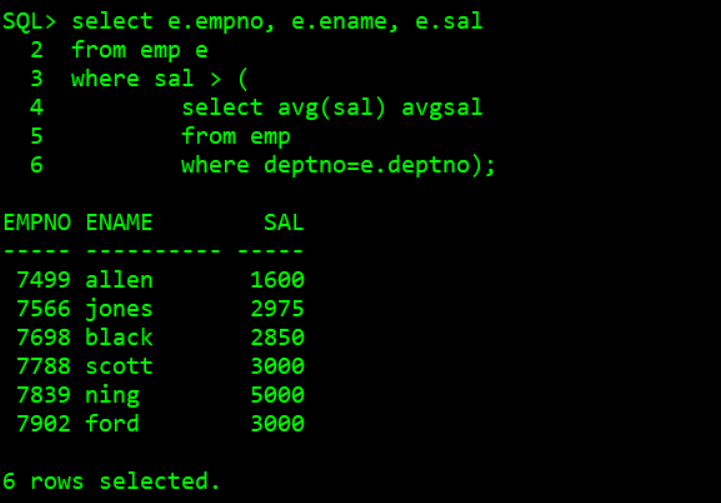 SQL> select e.empno, e.ename, e.sal
  2  from emp e
  3  where sal > (
  4          select avg(sal) avgsal
  5          from emp
  6          where deptno=e.deptno);
EMPNO ENAME        SAL
----- ---------- -----
 7499 allen       1600
 7566 jones       2975
 7698 black       2850
 7788 scott       3000
 7839 ning        5000
 7902 ford        3000
6 rows selected.